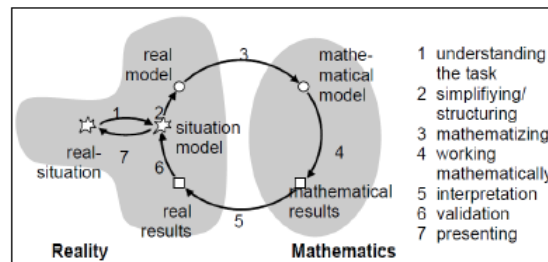 real
model
3
mathe-
matical
model
1
2
situation
model
real-
situation
7
6
4
real
results
5
mathematical
results
Reality
Mathematics
1 understanding
the task
2 simplifiying/
structuring
3 mathematizing
4 working
mathematically
5 interpretation
6 validation
7 presenting